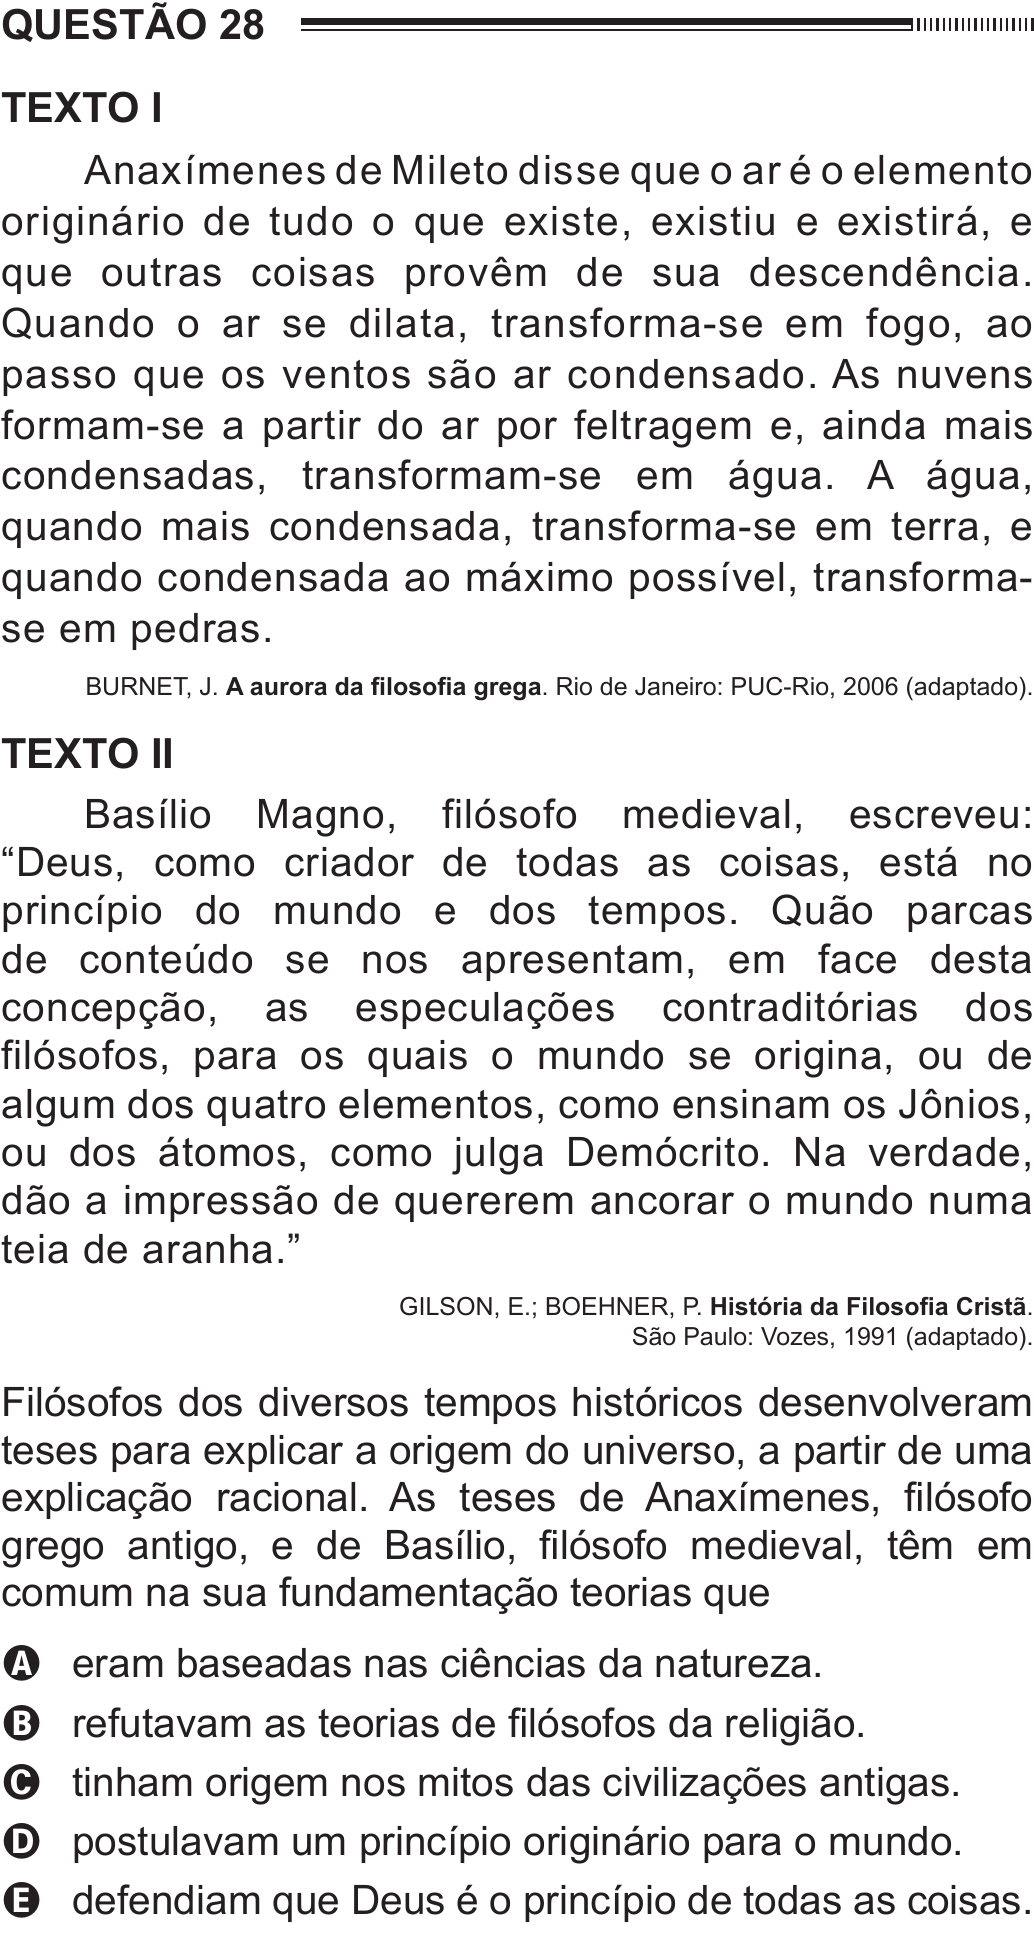 QUESTÃO 28
TEXTO I
Anaxímenes de Mileto disse que o ar é o elemento
originário de tudo o que existe, existiu e existirá, e
que outras coisas provêm de sua descendência.
Quando o ar se dilata, transforma-se em fogo, ao
passo que os ventos são ar condensado. As nuvens
formam-se a partir do ar por feltragem e, ainda mais
condensadas, transformam-se em água. A água,
quando mais condensada, transforma-se em terra, e
quando condensada ao máximo possível, transforma-
se em pedras.
BURNET, J. A aurora da filosofia grega. Rio de Janeiro: PUC-Rio, 2006 (adaptado).
TEXTO II
Basílio Magno, filósofo medieval, escreveu:
“Deus, como criador de todas as coisas, está no
princípio do mundo e dos tempos. Quão parcas
de conteúdo se nos apresentam, em face desta
concepção, as especulações contraditórias dos
filósofos, para os quais o mundo se origina, ou de
algum dos quatro elementos, como ensinam os Jônios,
ou dos átomos, como julga Demócrito. Na verdade,
dão a impressão de quererem ancorar o mundo numa
teia de aranha.”
GILSON, E.; BOEHNER, P. História da Filosofia Cristã.
São Paulo: Vozes, 1991 (adaptado).
Filósofos dos diversos tempos históricos desenvolveram
teses para explicar a origem do universo, a partir de uma
explicação racional. As teses de Anaxímenes, filósofo
grego antigo, e de Basílio, filósofo medieval, têm em
comum na sua fundamentação teorias que
A eram baseadas nas ciências da natureza.
B refutavam as teorias de filósofos da religião.
C tinham origem nos mitos das civilizações antigas.
D postulavam um princípio originário para o mundo.
E defendiam que Deus é o princípio de todas as coisas.